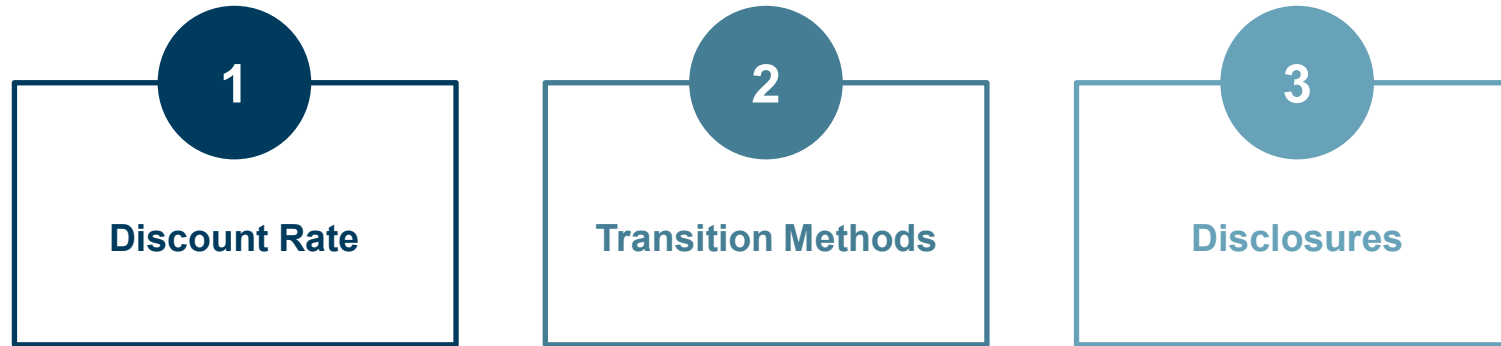 1
Discount Rate
2
Transition Methods
3
Disclosures